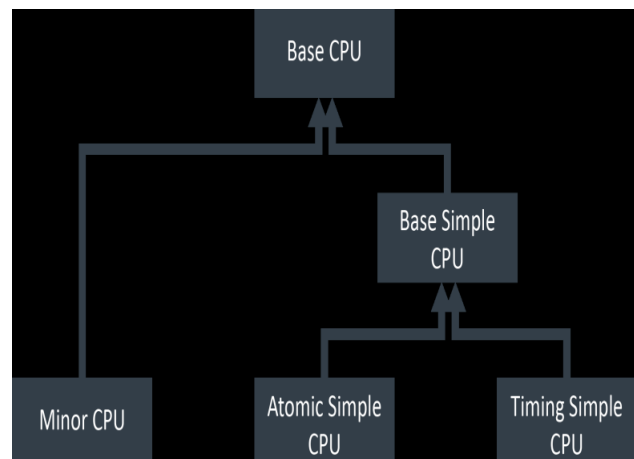 Base CPU
Base Simple
CPU
Minor CPU
Atomic Simple
CPU
Timing Simple
CPU